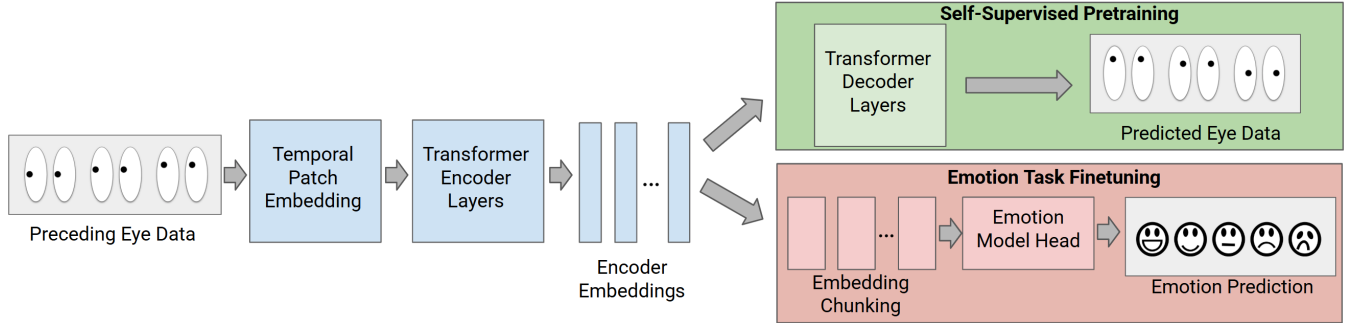 Self-Supervised Pretraining
Transformer
Decoder
Layers
Predicted Eye Data
Preceding Eye Data
Temporal
Patch
Embedding
Transformer
Encoder
Layers
...
Encoder
Embeddings
Emotion Task Finetuning
...
Embedding
Chunking
Emotion
Model Head
Emotion Prediction